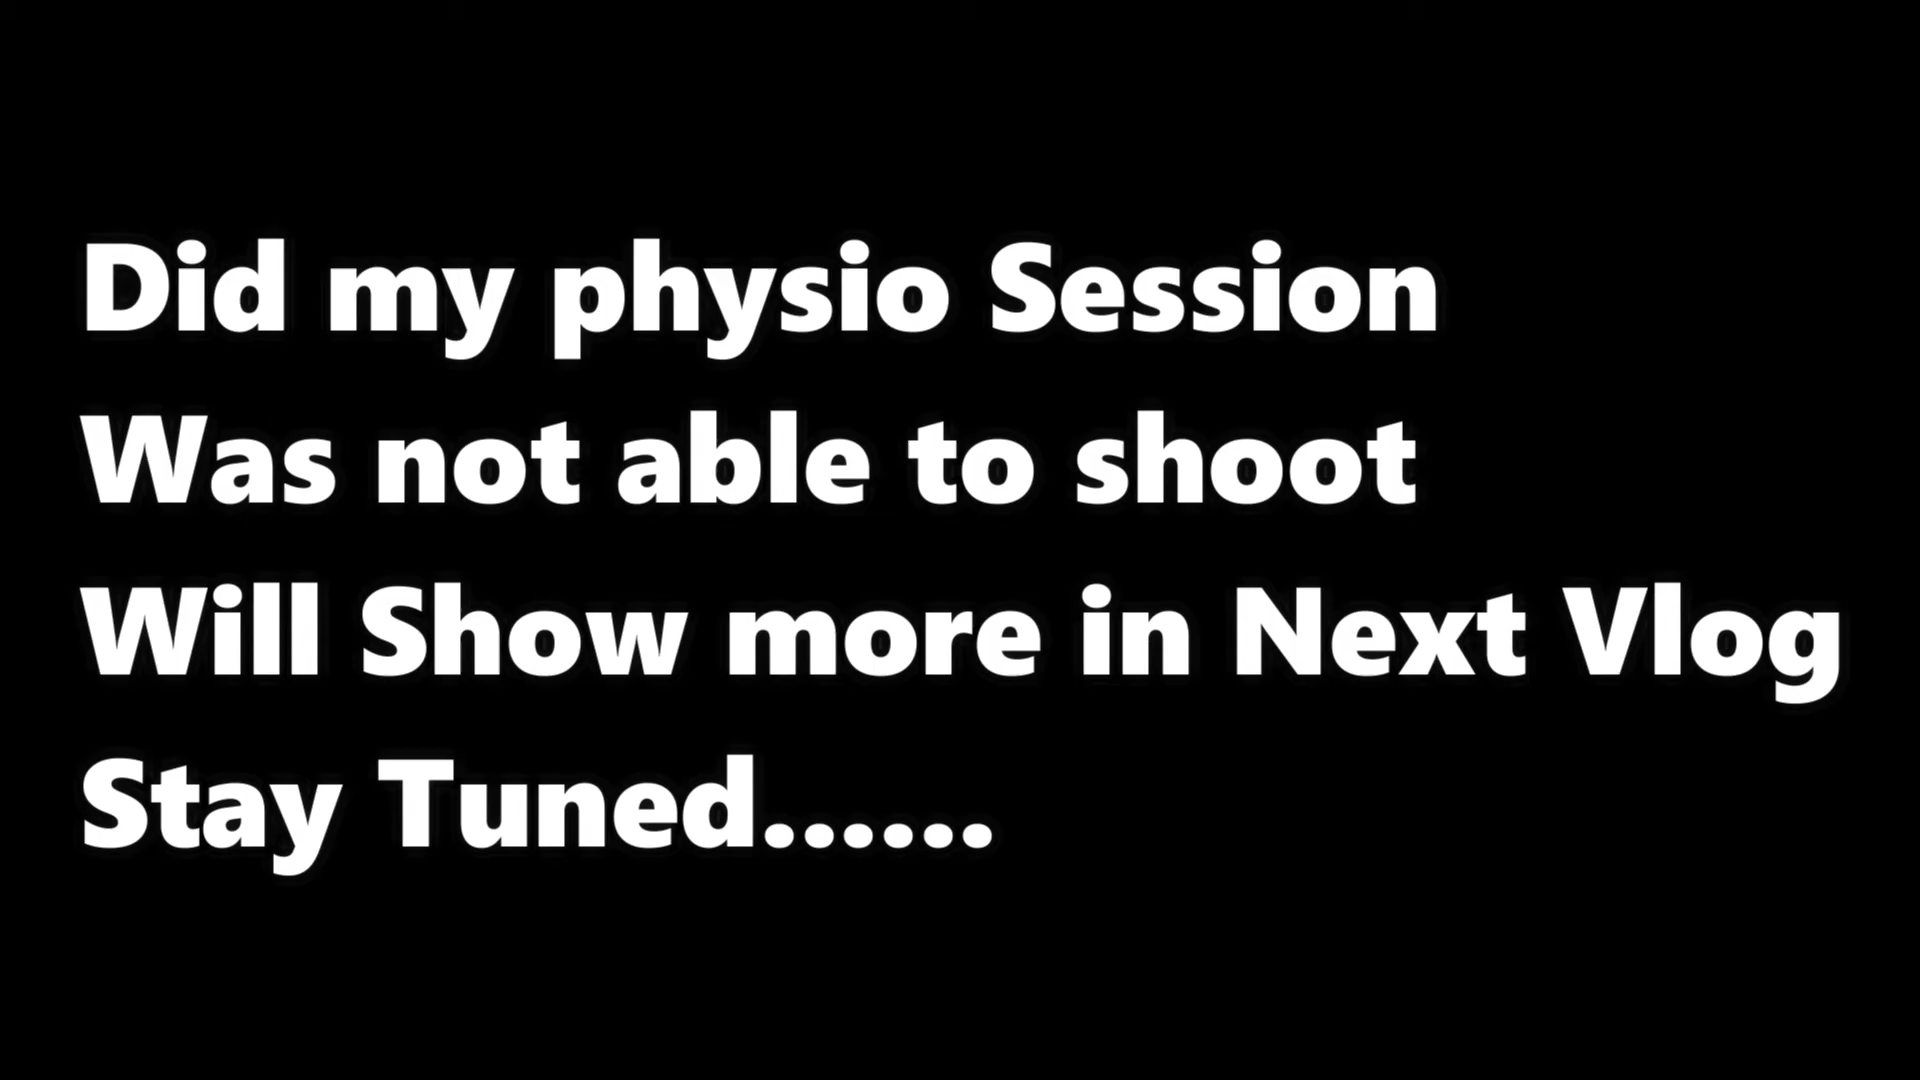 Did my physio Session
Was not able to shoot
Will Show more in Next Vlog
Stay Tuned......